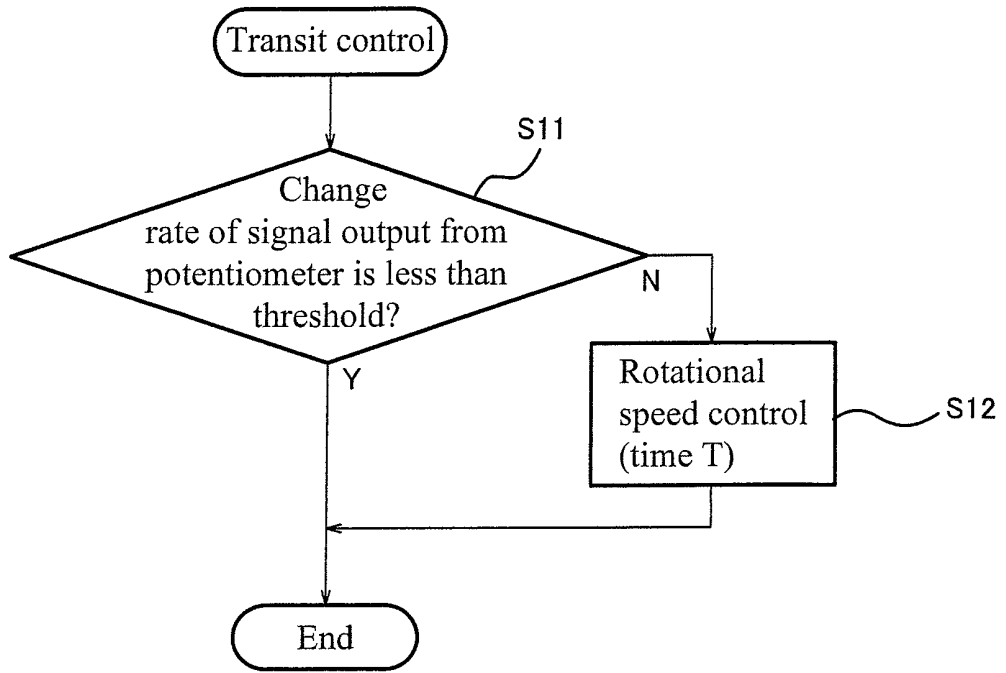 Transit control
S11
Change
rate of signal output from
potentiometer is less than
threshold?
N
Y
Rotational
speed control
(time T)
S12
End